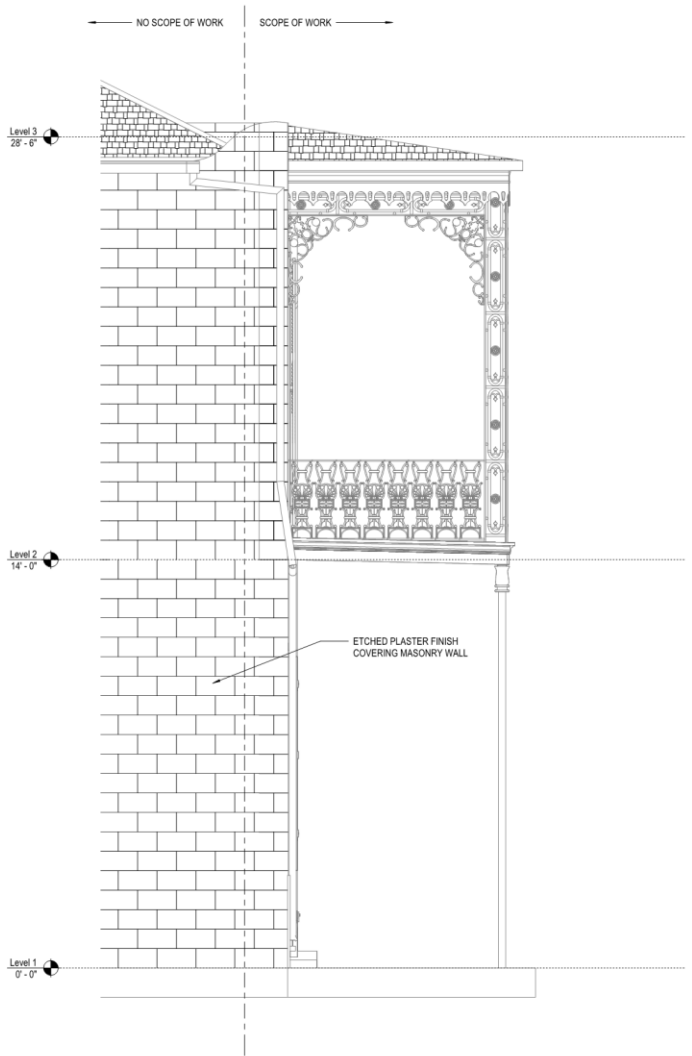 NO SCOPE OF WORK
SCOPE OF WORK
Level 3
28' - 6"
Level 2
14' - 0"
ETCHED PLASTER FINISH
COVERING MASONRY WALL
Level 1
0' - 0"